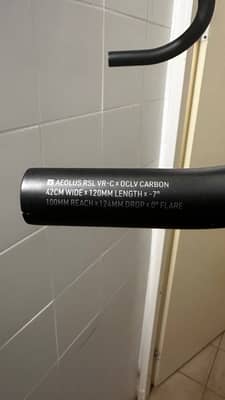 AEOLUS RSL VR-C × OCLV CARBON
42CM WIDE × 120MM LENGTH × -7°
100MM REACH × 124MM DROP × 0° FLARE